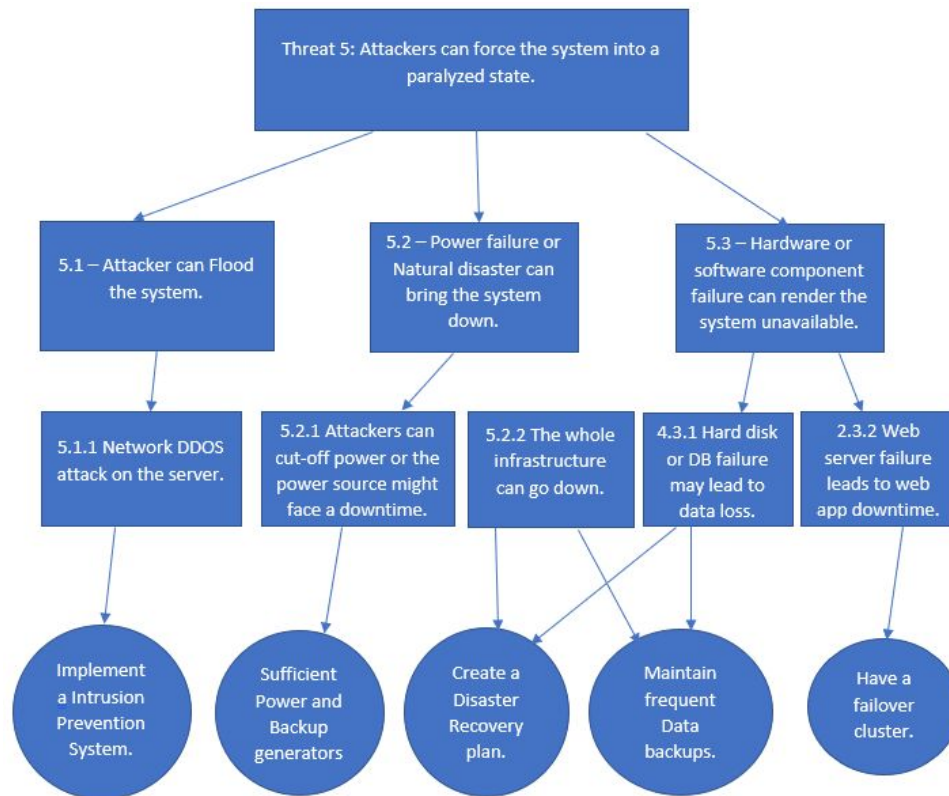 Threat 5: Attackers can force the system into a
paralyzed state.
5.1 – Attacker can Flood
the system.
5.2 – Power failure or
Natural disaster can
bring the system
down.
5.3 – Hardware or
software component
failure can render the
system unavailable.
5.1.1 Network DDOS
attack on the server.
5.2.1 Attackers can
cut-off power or the
power source might
face a downtime.
5.2.2 The whole
infrastructure
can go down.
4.3.1 Hard disk
or DB failure
may lead to
data loss.
2.3.2 Web
server failure
leads to web
app downtime.
Implement
a Intrusion
Prevention
System.
Sufficient
Power and
Backup
generators
Create a
Disaster
Recovery
plan.
Maintain
frequent
Data
backups.
Have a
failover
cluster.